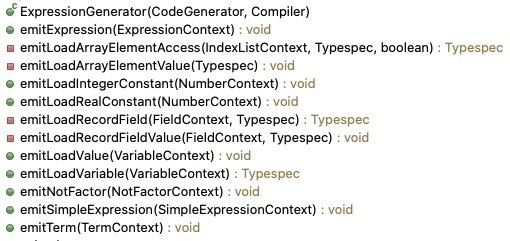 ExpressionGenerator(CodeGenerator, Compiler)
emitExpression(ExpressionContext) : void
emitLoadArrayElementAccess(IndexListContext, Typespec, boolean) : Typespec
emitLoadArrayElementValue(Typespec) : void
emitLoadIntegerConstant(NumberContext) : void
emitLoadRealConstant(NumberContext) : void
emitLoadRecordField(FieldContext, Typespec) : Typespec
emitLoadRecordFieldValue(FieldContext, Typespec) : void
emitLoadValue(VariableContext) : void
emitLoadVariable(VariableContext) : Typespec
emitNotFactor(NotFactorContext) : void
emitSimpleExpression(SimpleExpressionContext) : void
emitTerm(TermContext) : void